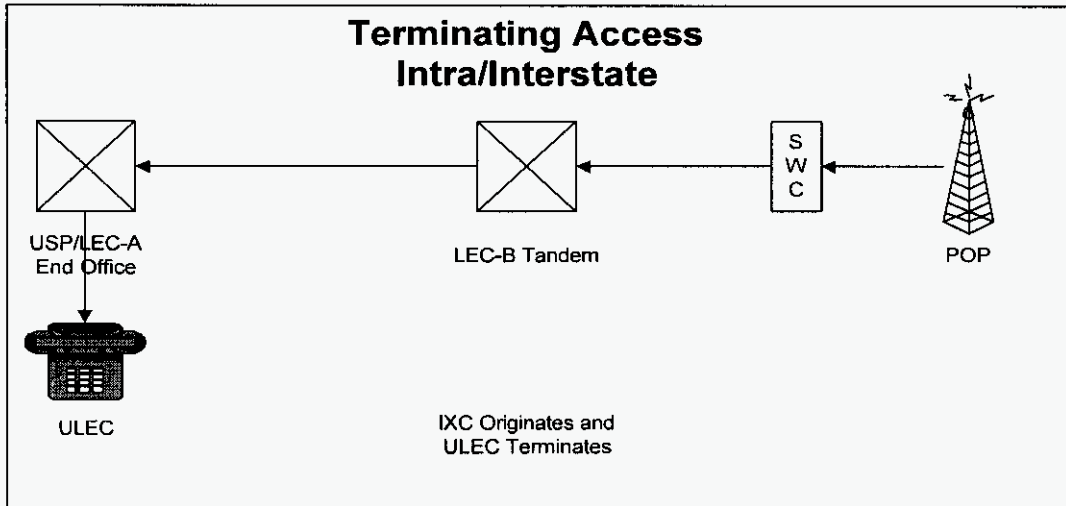 Terminating Access
Intra/Interstate
S
W
C
USP/LEC-A
End Office
LEC-B Tandem
POP
ULEC
IXC Originates and
ULEC Terminates